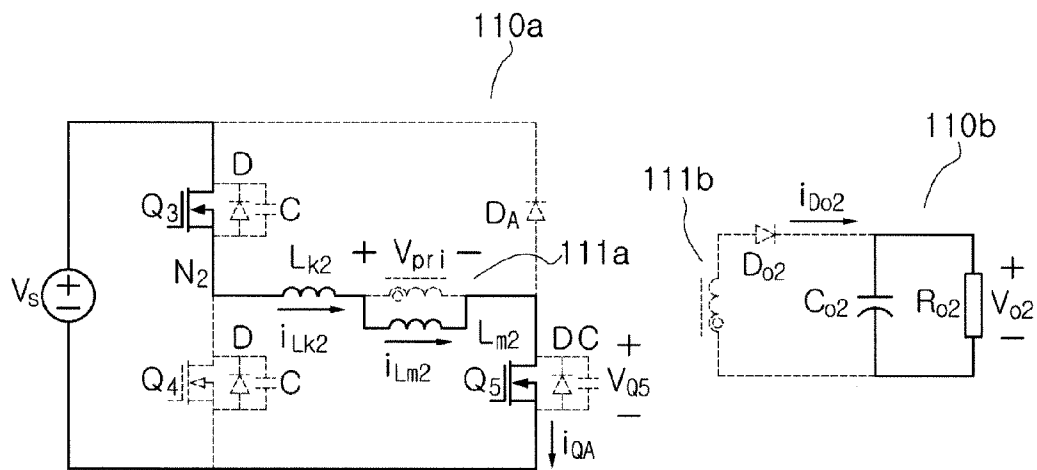 110a
110b
111b
iDo2
D
Q3
C
DA
Do2
Lk2
+ Vpri −
111a
N2
Vs
+
−
iLk2
iLm2
Lm2
Co2
Ro2
+
Vo2
−
D
Q4
C
Q5
DC
+
VQ5
−
iQA